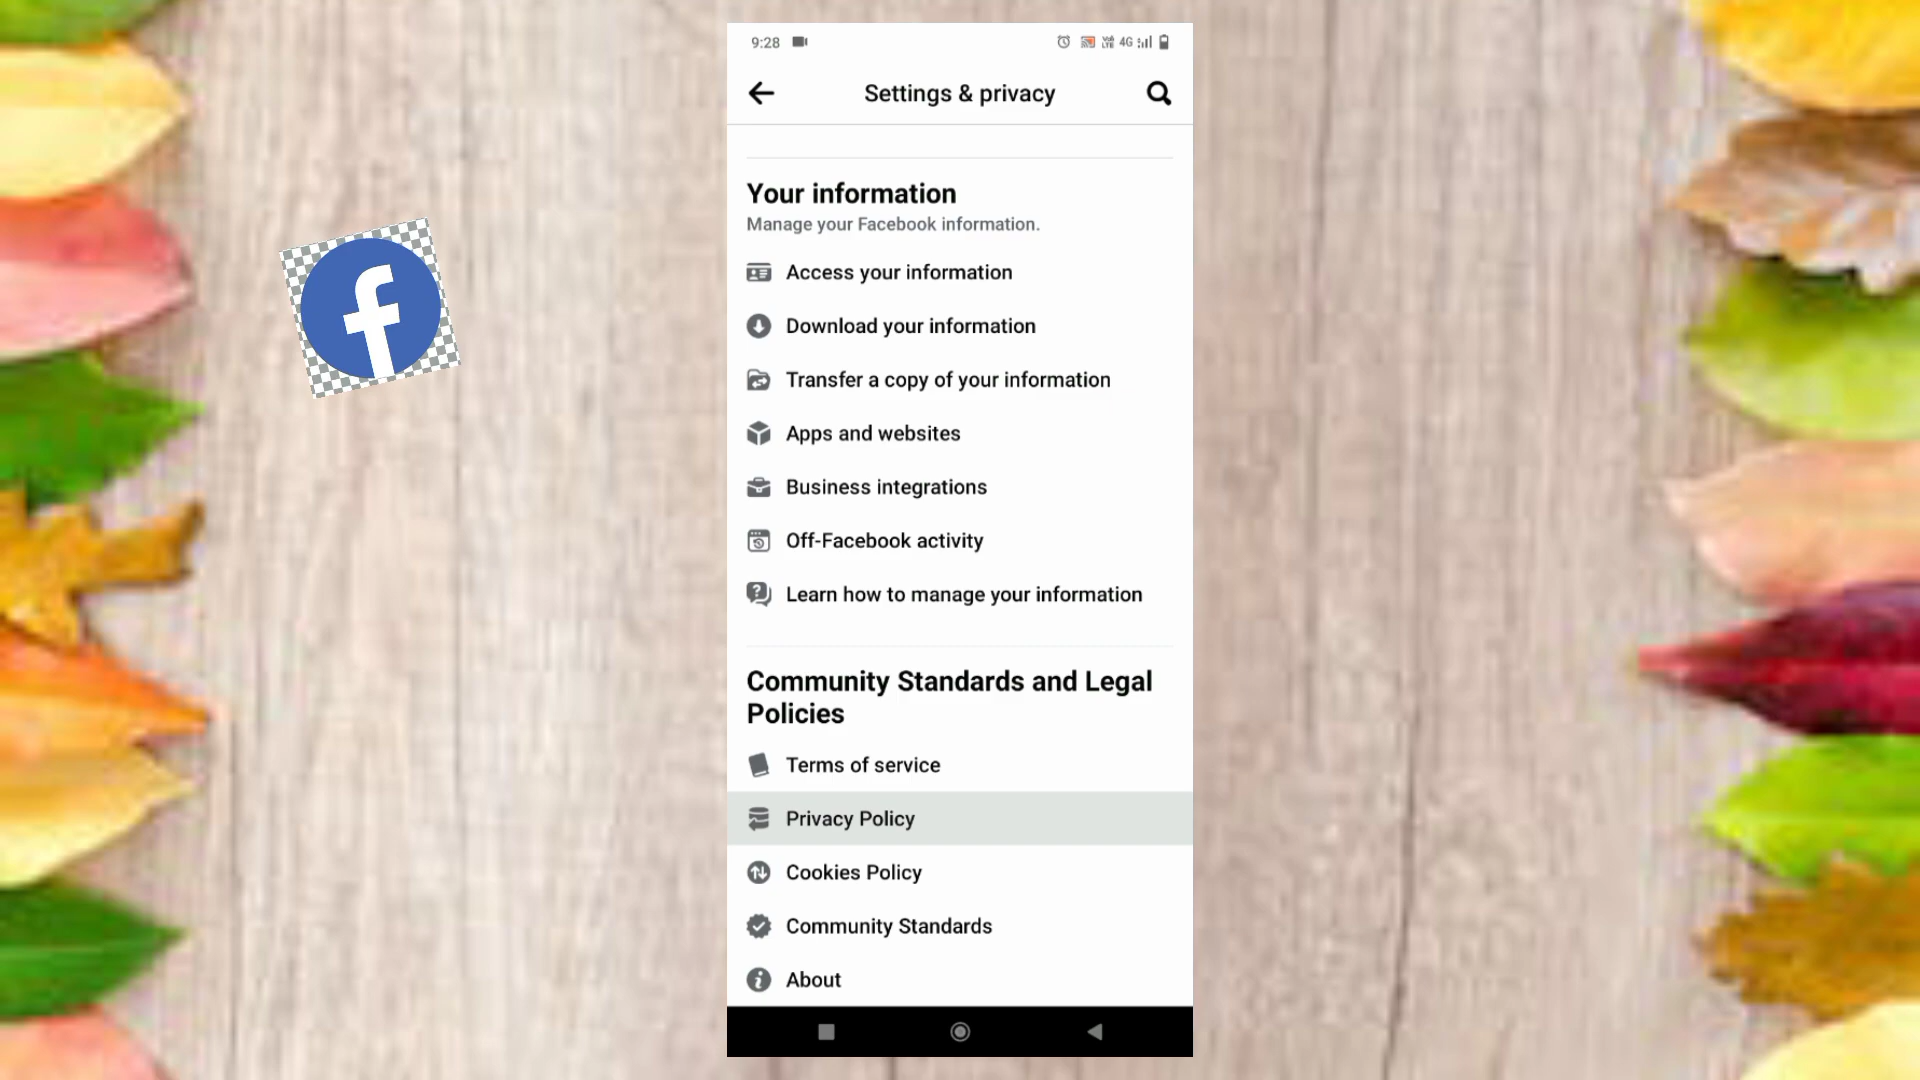 9:28
4G
Settings & privacy
Your information
Manage your Facebook information.
Access your information
Download your information
Transfer a copy of your information
Apps and websites
Business integrations
Off-Facebook activity
Learn how to manage your information
Community Standards and Legal
Policies
Terms of service
Privacy Policy
Cookies Policy
Community Standards
About